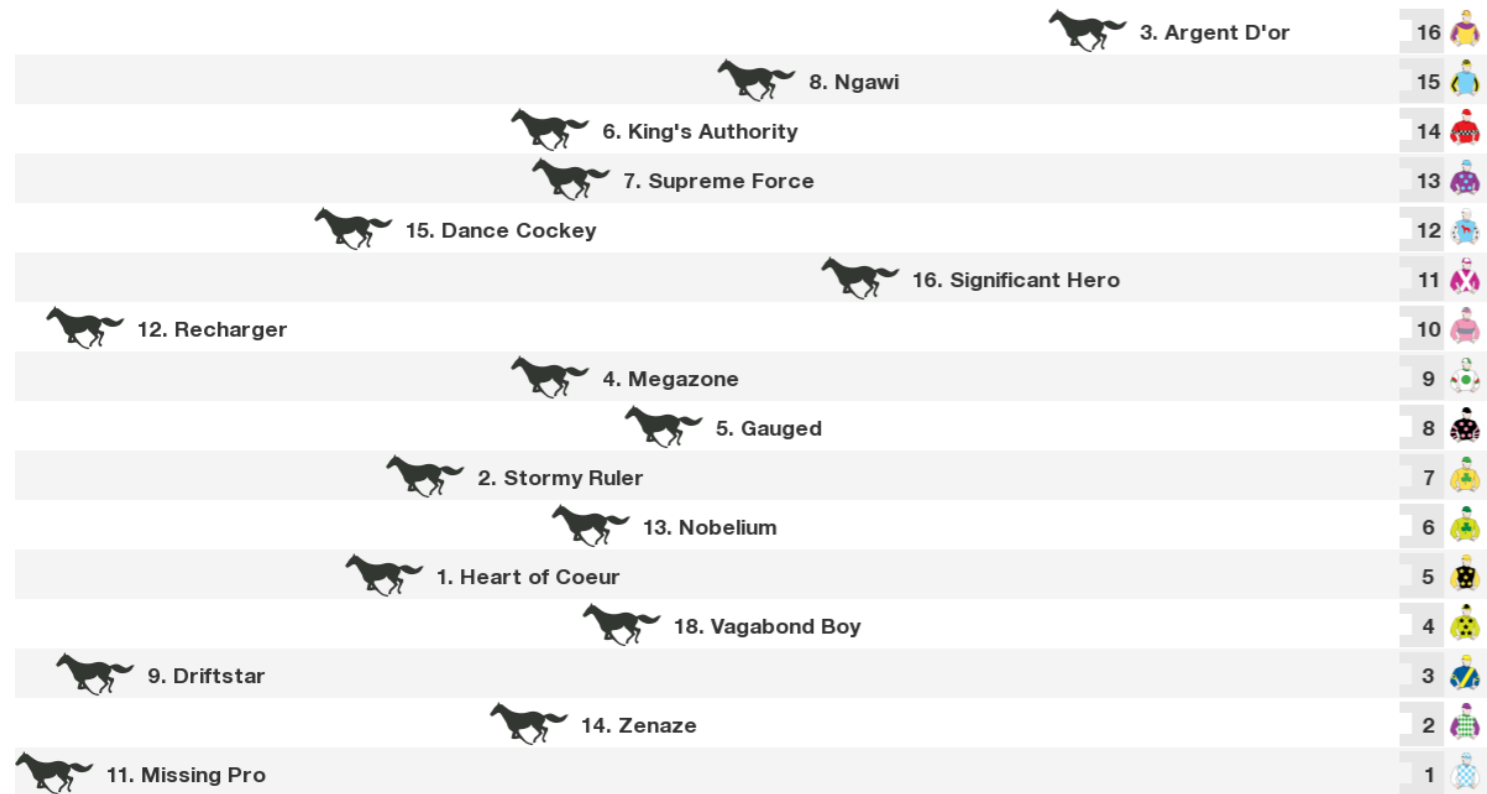 3. Argent D'or 16
8. Ngawi 15
6. King's Authority 14
7. Supreme Force 13
15. Dance Cockey 12
16. Significant Hero 11
12. Recharger 10
4. Megazone 9
5. Gauged 8
2. Stormy Ruler 7
13. Nobelium 6
1. Heart of Coeur 5
18. Vagabond Boy 4
9. Driftstar 3
14. Zenaze 2
11. Missing Pro 1